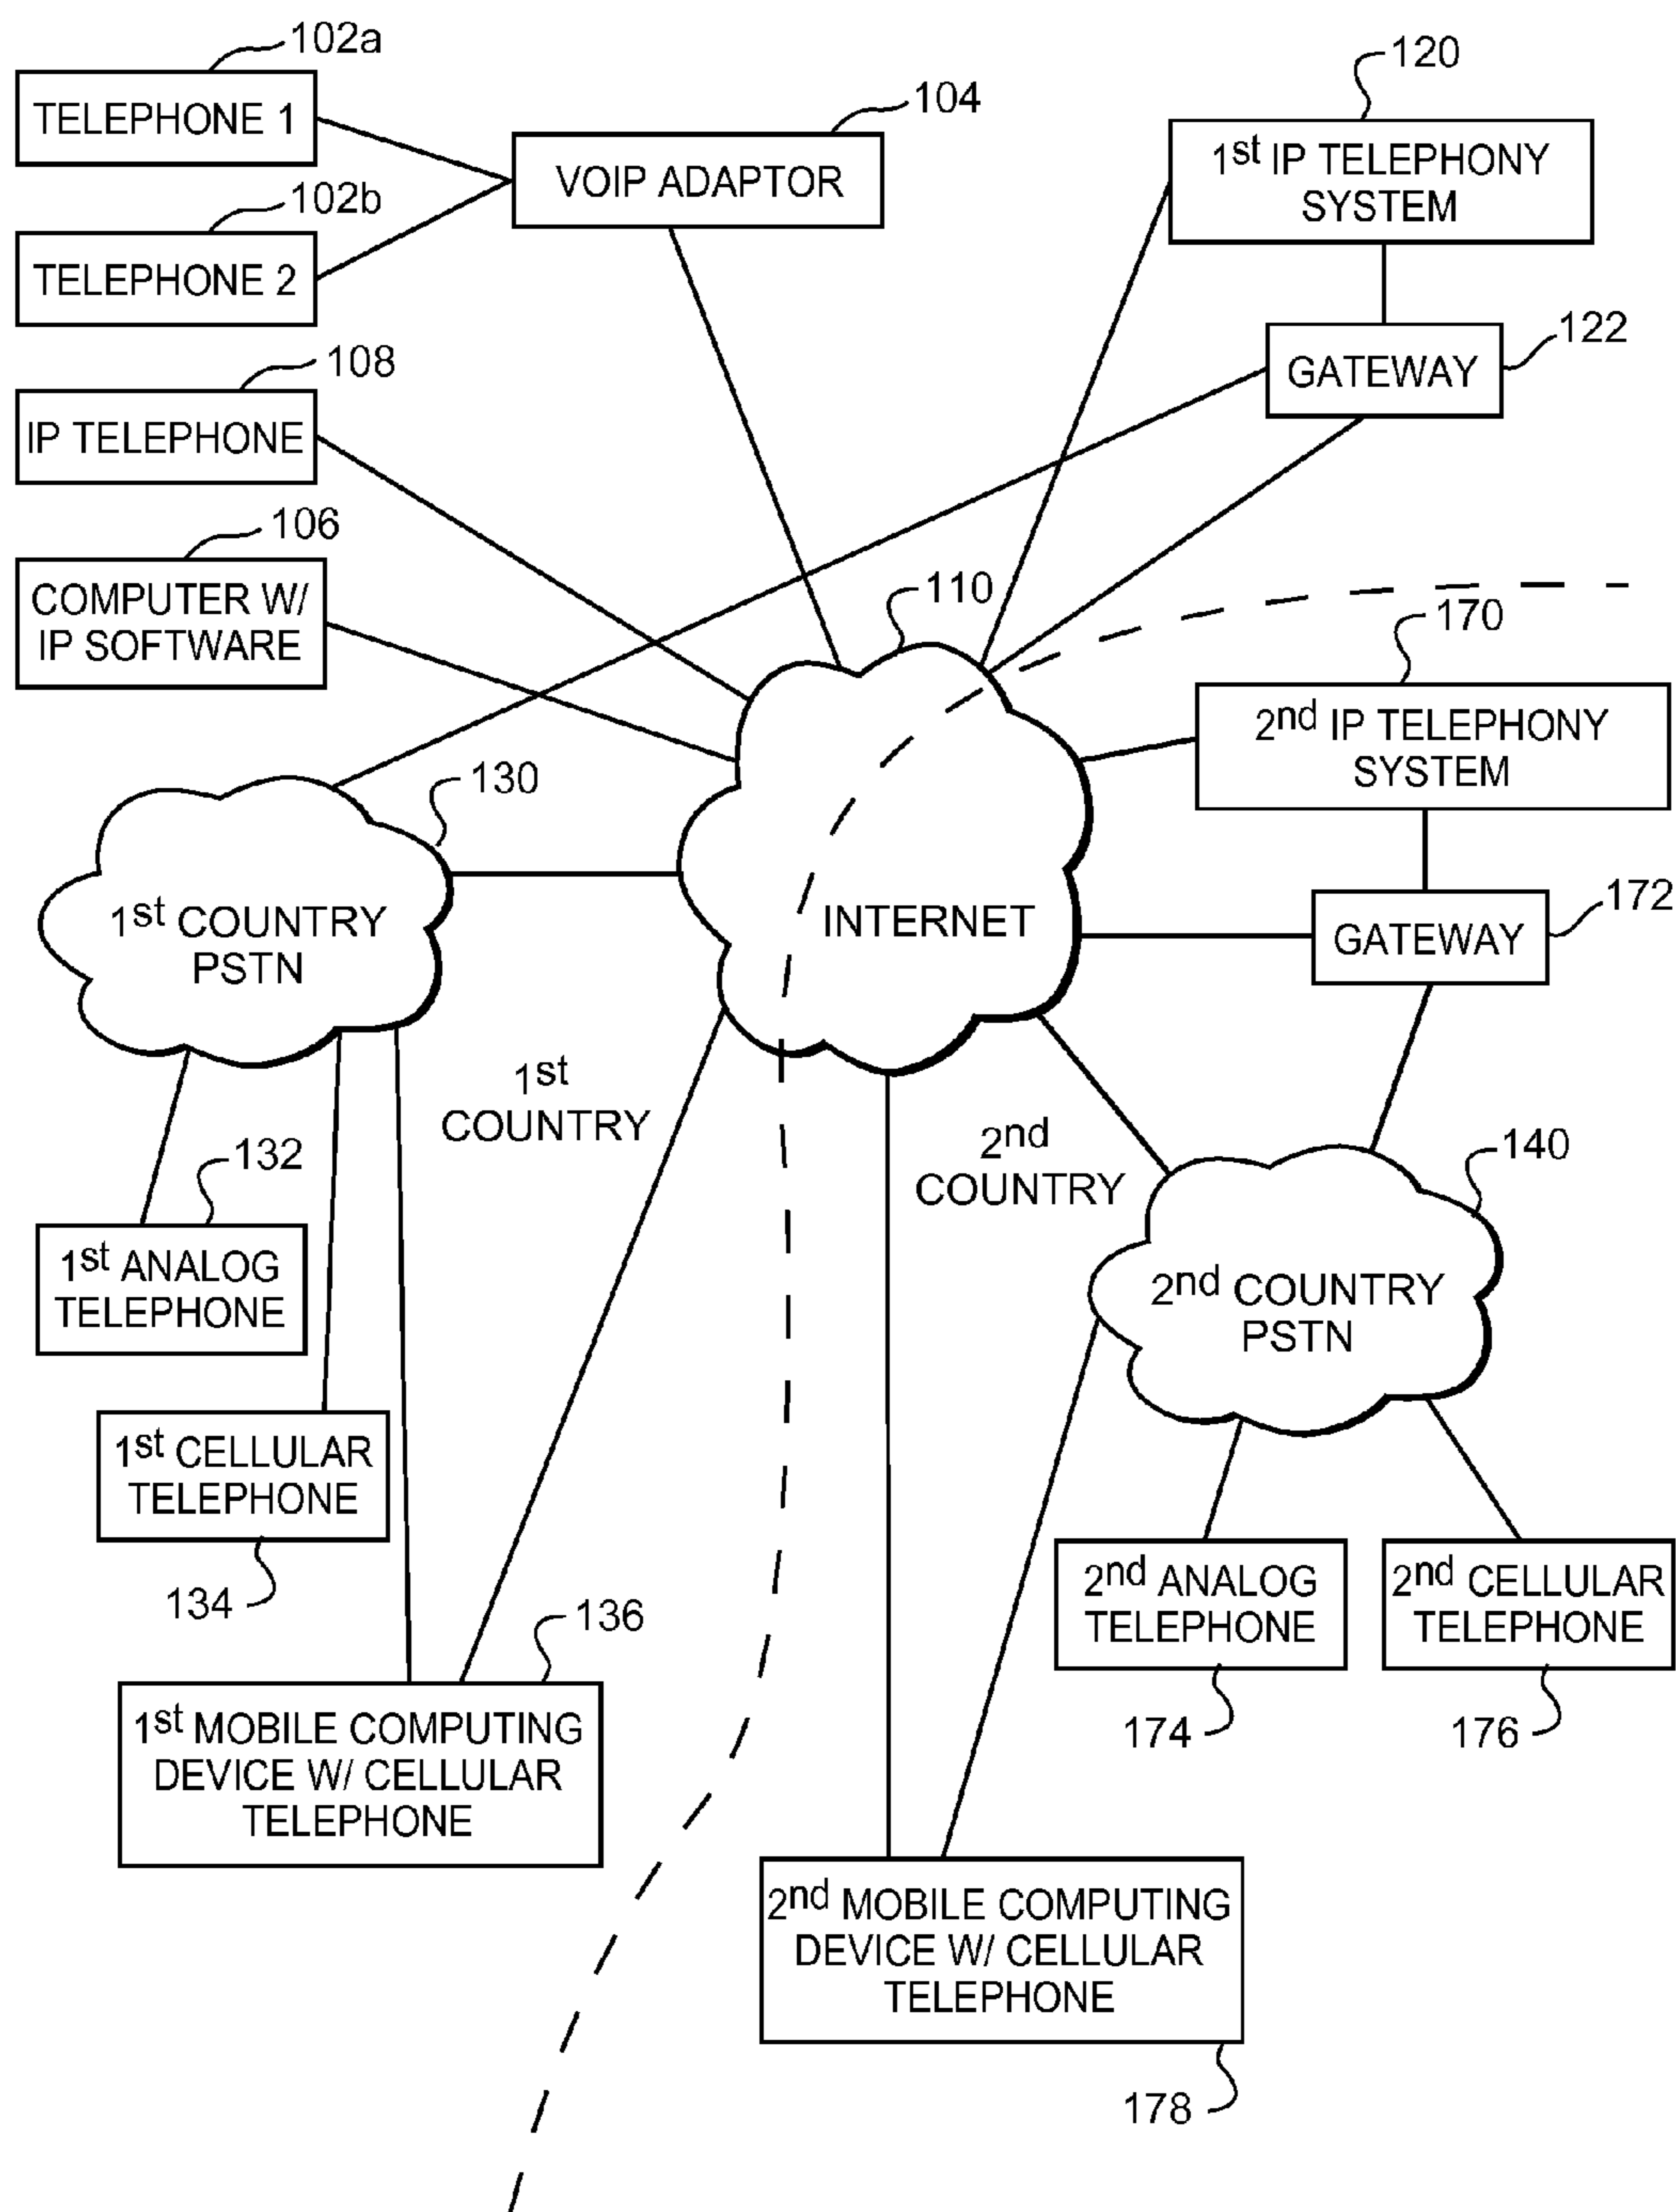 102a
TELEPHONE 1
102b
TELEPHONE 2
104
VOIP ADAPTOR
120
1st IP TELEPHONY
SYSTEM
122
GATEWAY
108
IP TELEPHONE
106
COMPUTER W/
IP SOFTWARE
110
INTERNET
170
2nd IP TELEPHONY
SYSTEM
172
GATEWAY
130
1st COUNTRY
PSTN
1st
COUNTRY
2nd
COUNTRY
140
2nd COUNTRY
PSTN
132
1st ANALOG
TELEPHONE
1st CELLULAR
TELEPHONE
134
136
1st MOBILE COMPUTING
DEVICE W/ CELLULAR
TELEPHONE
2nd ANALOG
TELEPHONE
174
2nd CELLULAR
TELEPHONE
176
2nd MOBILE COMPUTING
DEVICE W/ CELLULAR
TELEPHONE
178